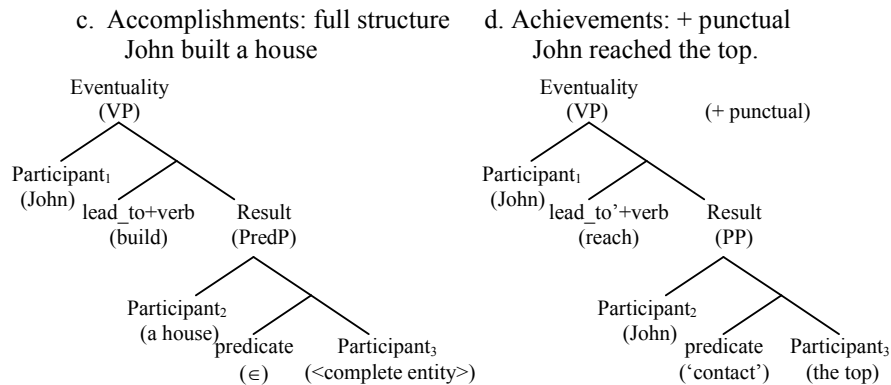 c. Accomplishments: full structure
John built a house
Eventuality
(VP)
Participant₁
(John)
lead_to+verb
(build)
Result
(PredP)
Participant₂
(a house)
predicate
(∈)
Participant₃
(<complete entity>)
d. Achievements: + punctual
John reached the top.
Eventuality
(VP)
(+ punctual)
Participant₁
(John)
lead_to’+verb
(reach)
Result
(PP)
Participant₂
(John)
predicate
(‘contact’)
Participant₃
(the top)